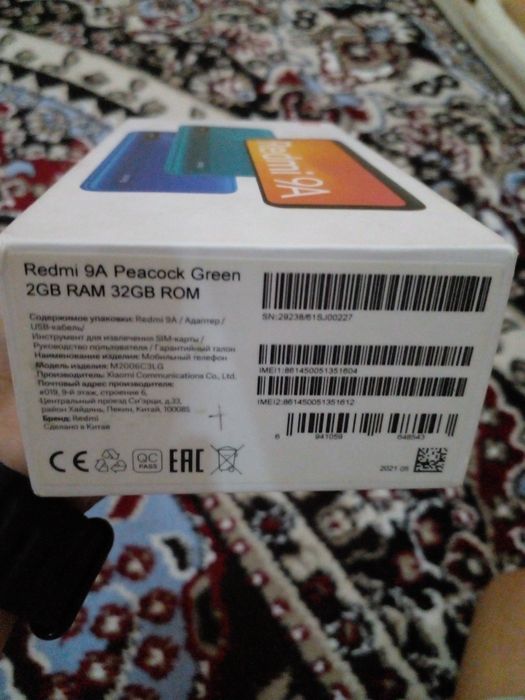 Redmi 9A
Redmi 9A Peacock Green
2GB RAM 32GB ROM
Содержимое упаковки: Redmi 9A / Адаптер /
USB-кабель/
Инструмент для извлечения SIM-карты /
Руководство пользователя / Гарантийный талон
Наименование изделия: Мобильный телефон
Модель изделия: M2006C3LG
Производитель: Xiaomi Communications Co., Ltd.
Почтовый адрес производителя:
#019, 9-й этаж, строение 6,
Центральный проезд Си'эрци, д.33,
район Хайдянь, Пекин, Китай, 100085
Бренд: Redmi
Сделано в Китае
CE
QC
PASS
EAC
SN:29238/61SJ00227
IMEI1:861450051351604
IMEI2:861450051351612
6 941059 648543
2021.05